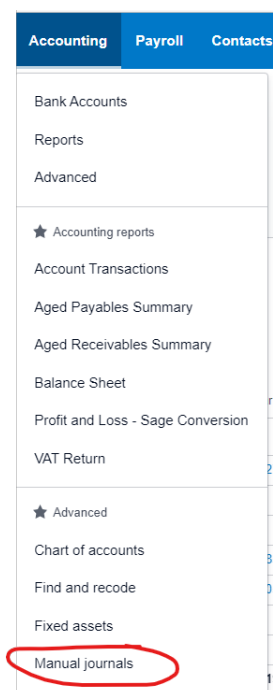 Accounting Payroll Contacts
Bank Accounts
Reports
Advanced
Accounting reports
Account Transactions
Aged Payables Summary
Aged Receivables Summary
Balance Sheet
Profit and Loss - Sage Conversion
VAT Return
Advanced
Chart of accounts
Find and recode
Fixed assets
Manual journals